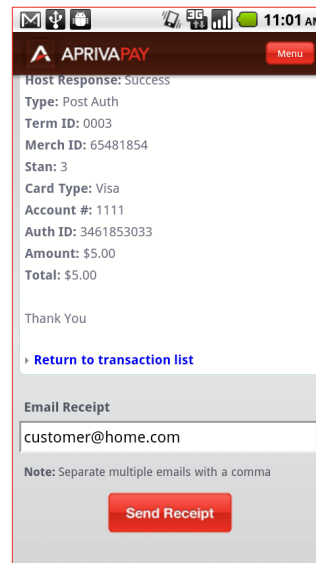 3G 11:01 AM
APRIVAPAY Menu
Host Response: Success
Type: Post Auth
Term ID: 0003
Merch ID: 65481854
Stan: 3
Card Type: Visa
Account #: 1111
Auth ID: 3461853033
Amount: $5.00
Total: $5.00
Thank You
Return to transaction list
Email Receipt
customer@home.com
Note: Separate multiple emails with a comma
Send Receipt